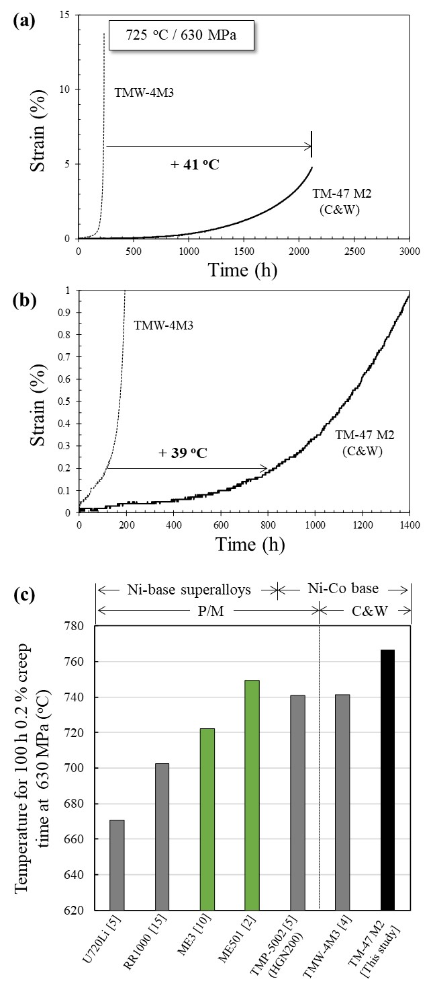 (a)
15
725 °C / 630 MPa
TMW-4M3
10
+ 41 °C
5
TM-47 M2
(C&W)
0
0 500 1000 1500 2000 2500 3000
Strain (%)
Time (h)
(b)
1
0.9
0.8
0.7
0.6
0.5
0.4
0.3
0.2
0.1
0
TMW-4M3
TM-47 M2
(C&W)
+ 39 °C
0 200 400 600 800 1000 1200 1400
Strain (%)
Time (h)
(c)
Ni-base superalloys Ni-Co base
P/M C&W
780
760
740
720
700
680
660
640
620
Temperature for 100 h 0.2 % creep
time at 630 MPa (°C)
U720Li [5]
RR1000 [15]
ME3 [10]
ME501 [2]
TMP-5002 [5]
(HGN200)
TMW-4M3 [4]
TM-47 M2
[This study]